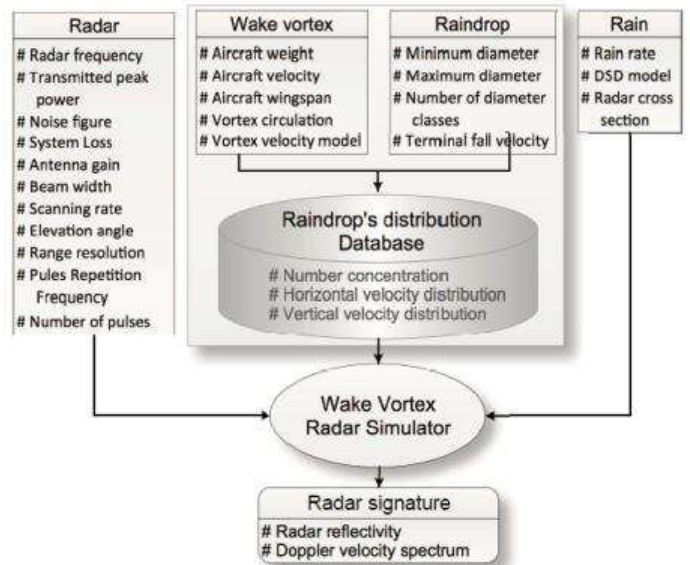 Radar
# Radar frequency
# Transmitted peak
power
# Noise figure
# System Loss
# Antenna gain
# Beam width
# Scanning rate
# Elevation angle
# Range resolution
# Pules Repetition
Frequency
# Number of pulses
Wake vortex
# Aircraft weight
# Aircraft velocity
# Aircraft wingspan
# Vortex circulation
# Vortex velocity model
Raindrop
# Minimum diameter
# Maximum diameter
# Number of diameter
classes
# Terminal fall velocity
Rain
# Rain rate
# DSD model
# Radar cross
section
Raindrop's distribution
Database
# Number concentration
# Horizontal velocity distribution
# Vertical velocity distribution
Wake Vortex
Radar Simulator
Radar signature
# Radar reflectivity
# Doppler velocity spectrum